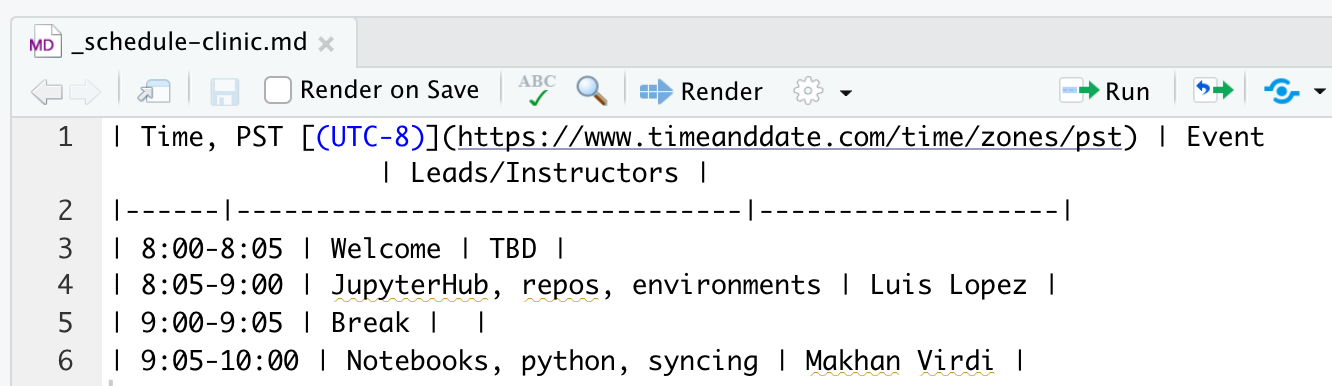 MD _schedule-clinic.md
Render on Save ABC Render Run
1 | Time, PST [(UTC-8)](https://www.timeanddate.com/time/zones/pst) | Event
| Leads/Instructors |
2 |------|--------------------------------|-------------------|
3 | 8:00-8:05 | Welcome | TBD |
4 | 8:05-9:00 | JupyterHub, repos, environments | Luis Lopez |
5 | 9:00-9:05 | Break |  |
6 | 9:05-10:00 | Notebooks, python, syncing | Makhan Virdi |